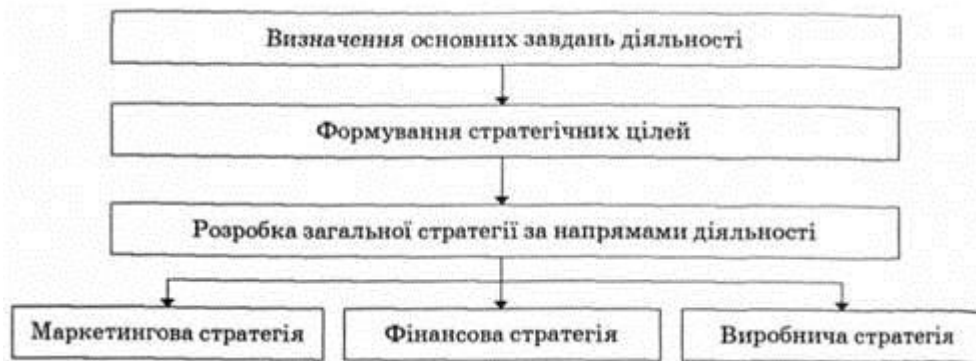 Визначення основних завдань діяльності
Формування стратегічних цілей
Розробка загальної стратегії за напрямами діяльності
Маркетингова стратегія
Фінансова стратегія
Виробнича стратегія